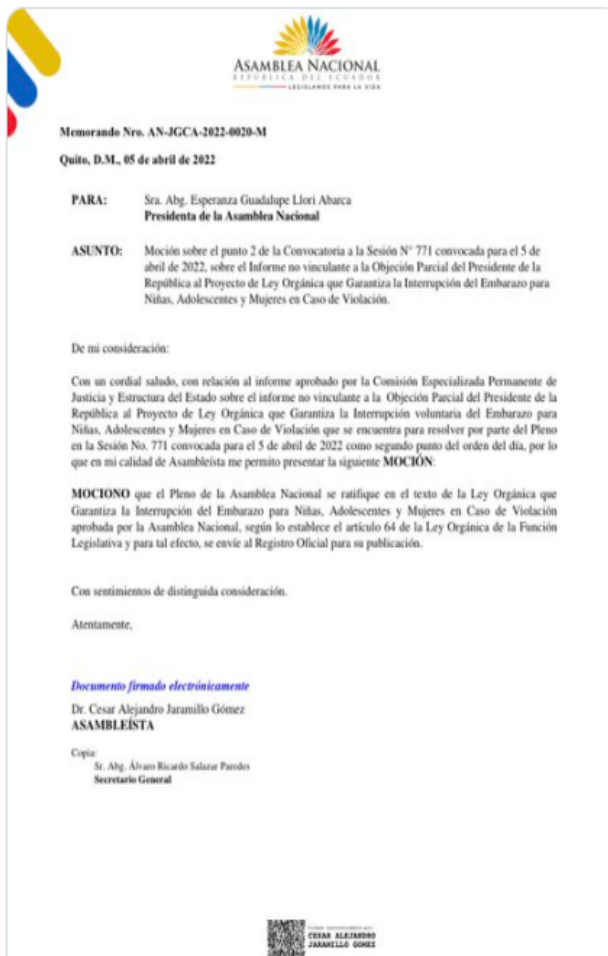 ASAMBLEA NACIONAL
REPÚBLICA DEL ECUADOR
LEGISLAMOS PARA LA VIDA
Memorando Nro. AN-JGCA-2022-0020-M
Quito, D.M., 05 de abril de 2022
PARA: Sra. Abg. Esperanza Guadalupe Llori Abarca
Presidenta de la Asamblea Nacional
ASUNTO: Moción sobre el punto 2 de la Convocatoria a la Sesión N° 771 convocada para el 5 de
abril de 2022, sobre el Informe no vinculante a la Objeción Parcial del Presidente de la
República al Proyecto de Ley Orgánica que Garantiza la Interrupción del Embarazo para
Niñas, Adolescentes y Mujeres en Caso de Violación.
De mi consideración:
Con un cordial saludo, con relación al informe aprobado por la Comisión Especializada Permanente de
Justicia y Estructura del Estado sobre el informe no vinculante a la Objeción Parcial del Presidente de la
República al Proyecto de Ley Orgánica que Garantiza la Interrupción voluntaria del Embarazo para
Niñas, Adolescentes y Mujeres en Caso de Violación que se encuentra para resolver por parte del Pleno
en la Sesión No. 771 convocada para el 5 de abril de 2022 como segundo punto del orden del día, por lo
que en mi calidad de Asambleísta me permito presentar la siguiente MOCIÓN:
MOCIONO que el Pleno de la Asamblea Nacional se ratifique en el texto de la Ley Orgánica que
Garantiza la Interrupción del Embarazo para Niñas, Adolescentes y Mujeres en Caso de Violación
aprobada por la Asamblea Nacional, según lo establece el artículo 64 de la Ley Orgánica de la Función
Legislativa y para tal efecto, se envíe al Registro Oficial para su publicación.
Con sentimientos de distinguida consideración.
Atentamente,
Documento firmado electrónicamente
Dr. Cesar Alejandro Jaramillo Gómez
ASAMBLEÍSTA
Copia:
Sr. Abg. Álvaro Ricardo Salazar Paredes
Secretario General
CESAR ALEJANDRO
JARAMILLO GOMEZ